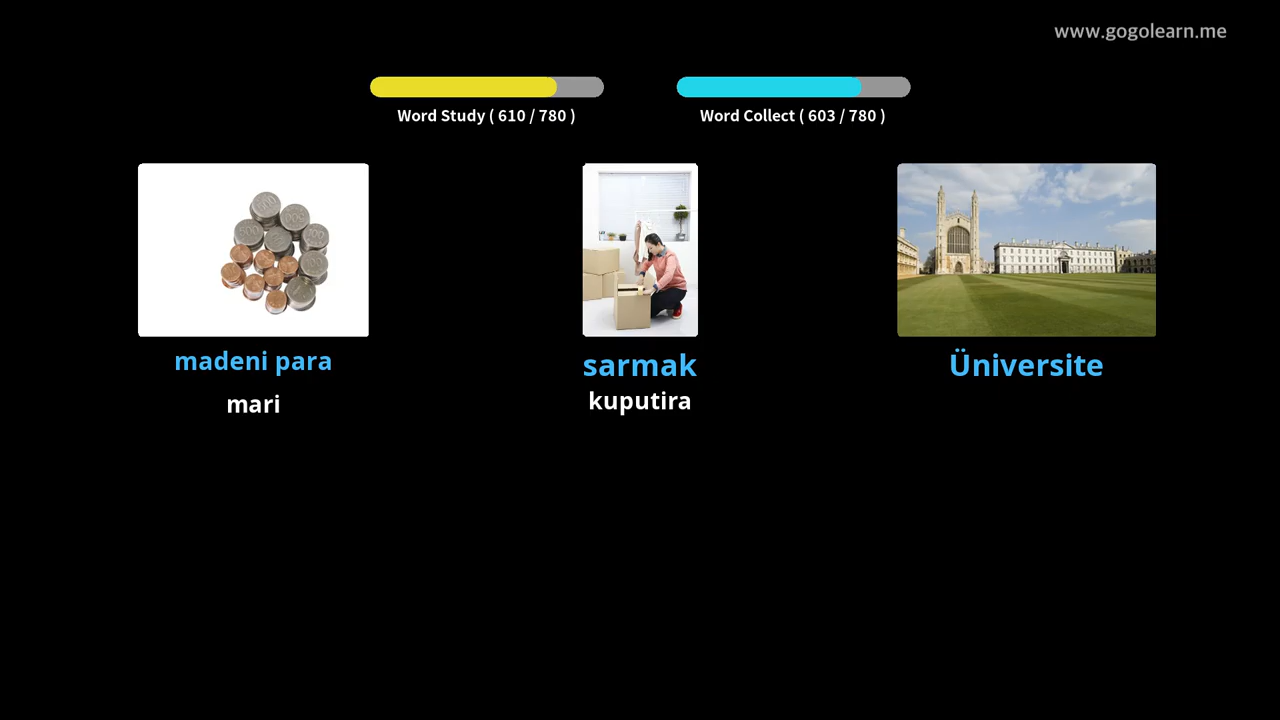 www.gogolearn.me
Word Study ( 610 / 780 )
Word Collect ( 603 / 780 )
madeni para
mari
sarmak
kuputira
Üniversite